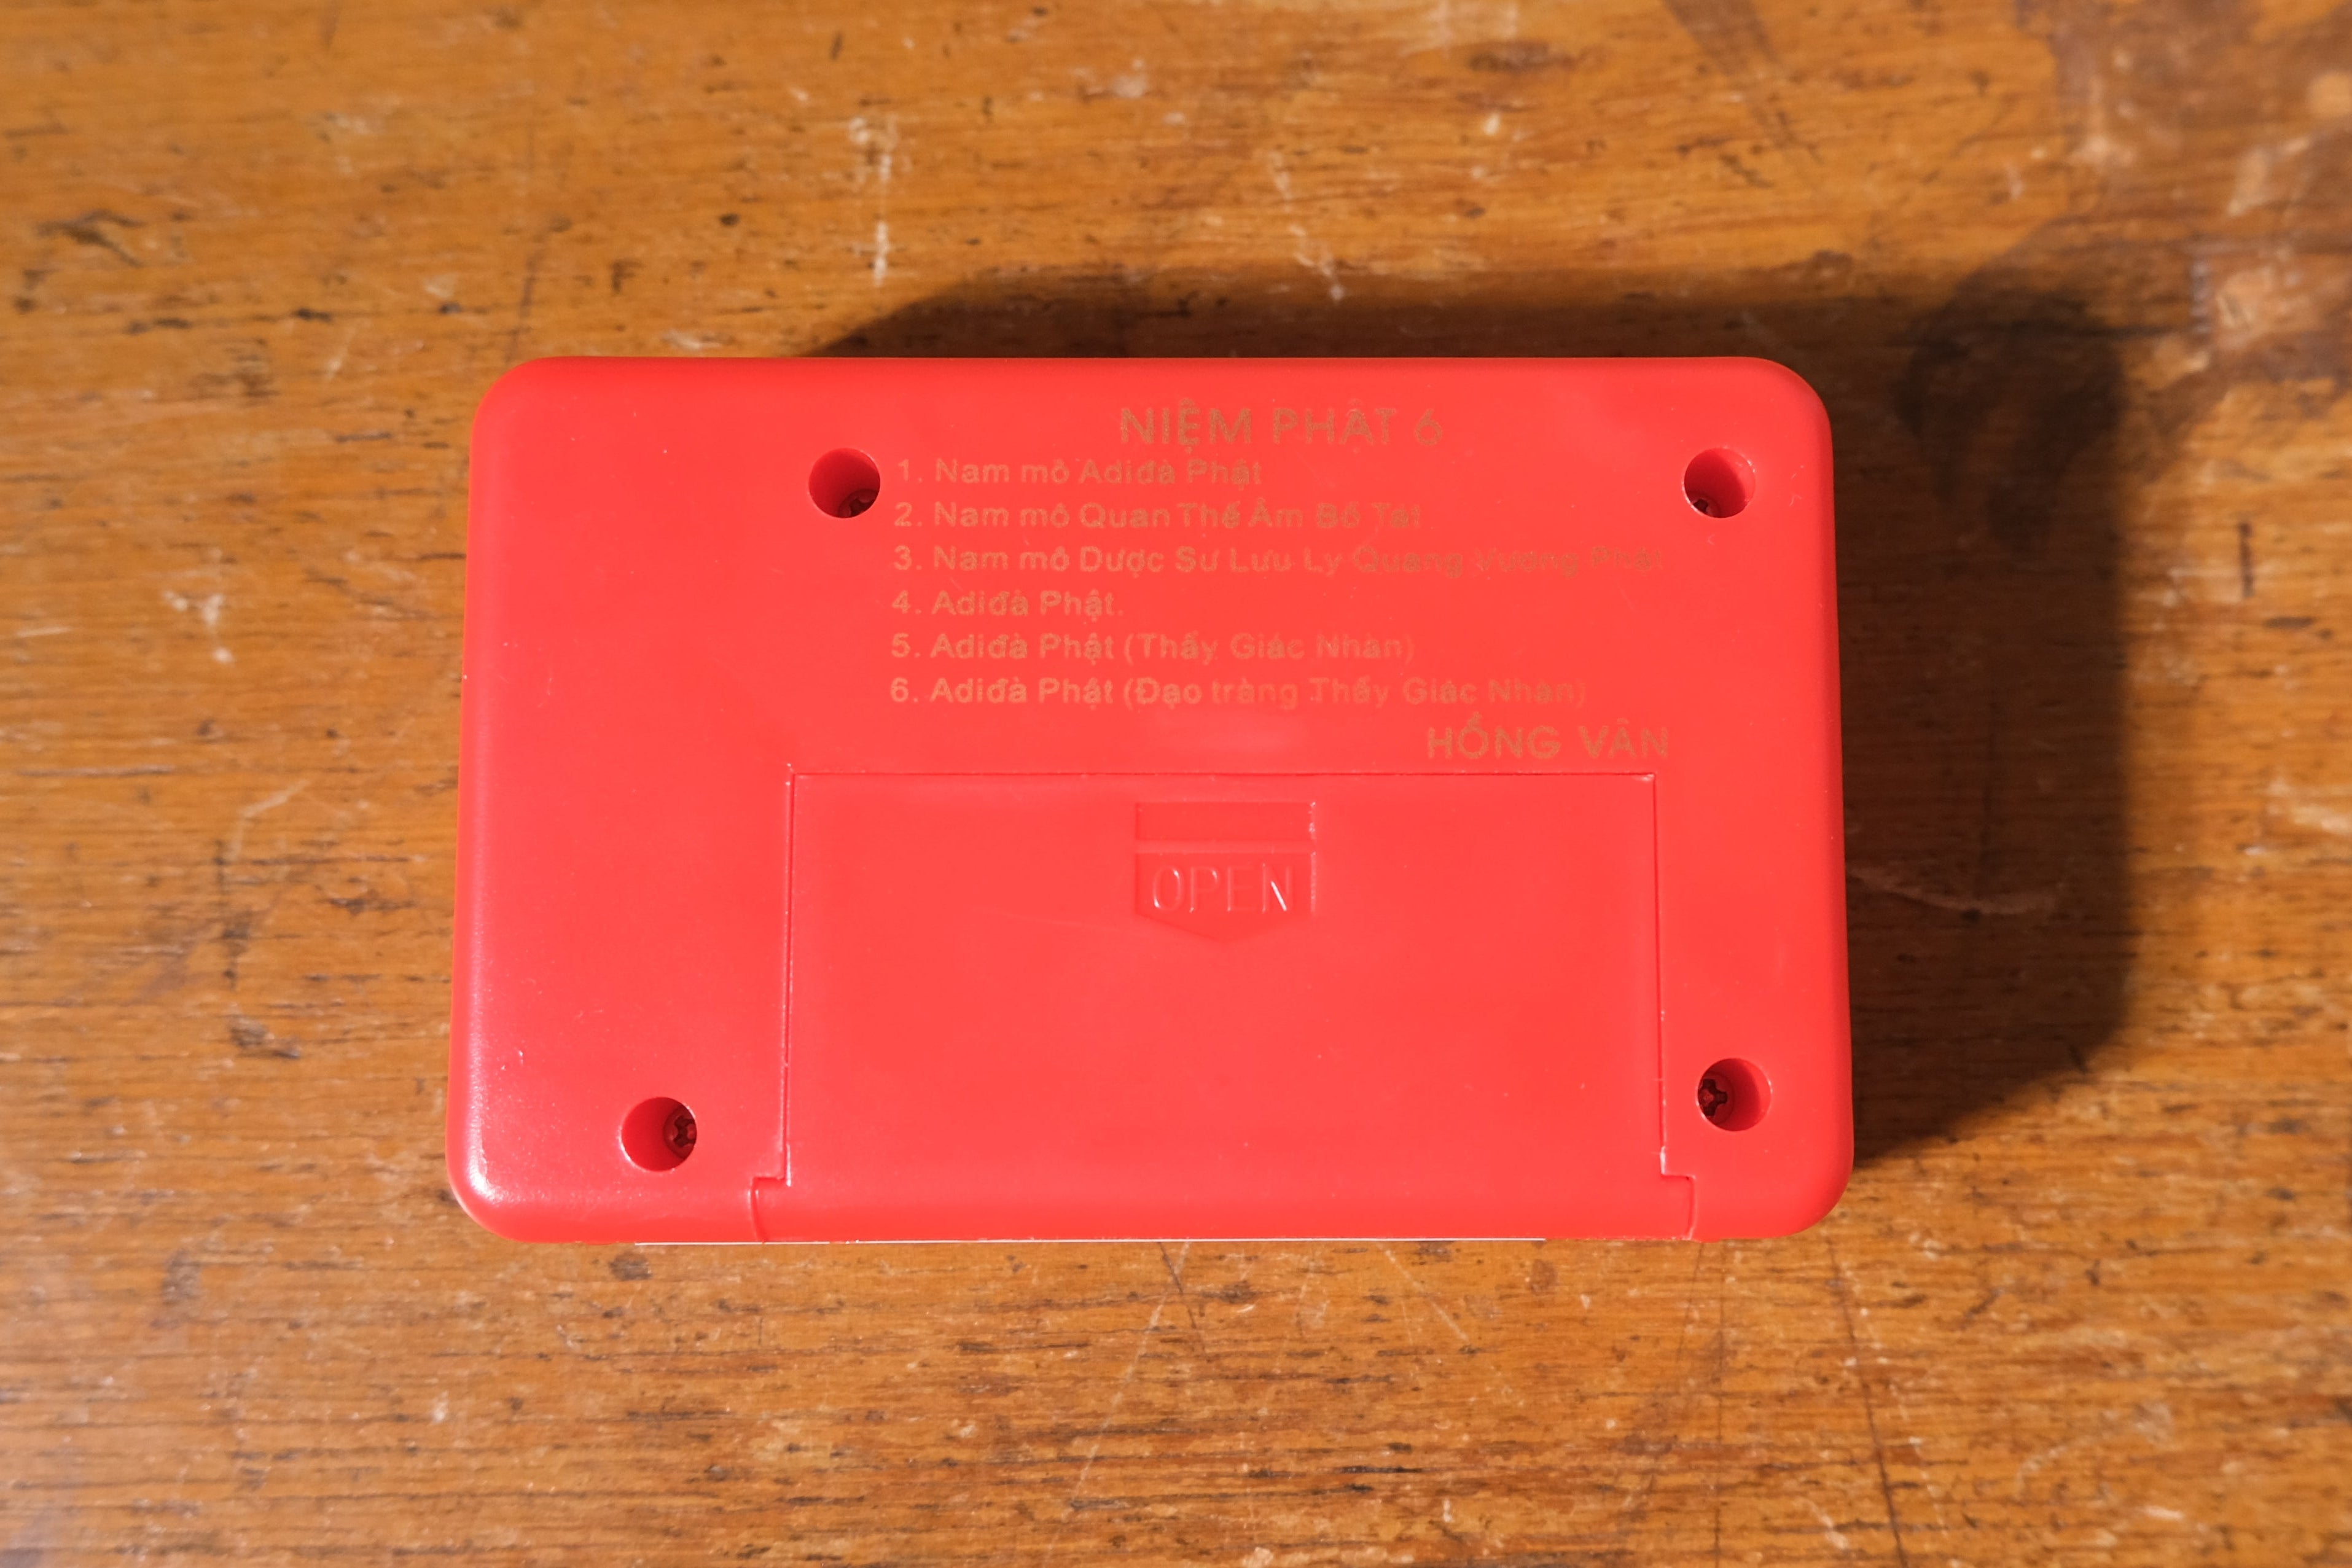 NIỆM PHẬT 6
1. Nam mô Adiđà Phật
2. Nam mô Quan Thế Âm Bồ Tát
3. Nam mô Dược Sư Lưu Ly Quang Vương Phật
4. Adiđà Phật.
5. Adiđà Phật (Thầy Giác Nhàn)
6. Adiđà Phật (Đạo tràng Thầy Giác Nhàn)
HỒNG VÂN
OPEN